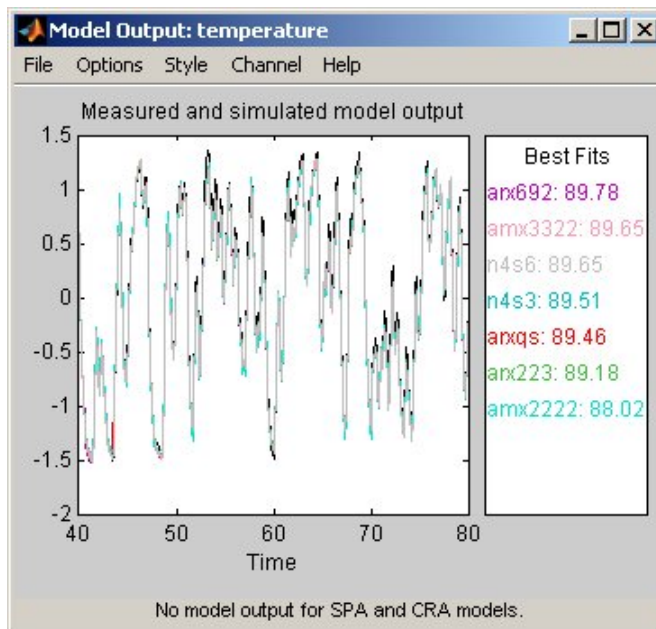 Model Output: temperature
File Options Style Channel Help
Measured and simulated model output
1.5
1
0.5
0
-0.5
-1
-1.5
-2
40 50 60 70 80
Time
Best Fits
arx692: 89.78
amx3322: 89.65
n4s6: 89.65
n4s3: 89.51
arxqs: 89.46
arx223: 89.18
amx2222: 88.02
No model output for SPA and CRA models.